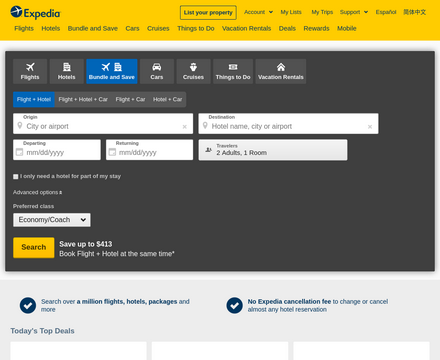 Expedia
List your property
Account
My Lists
My Trips
Support
Español
简体中文
Flights Hotels Bundle and Save Cars Cruises Things to Do Vacation Rentals Deals Rewards Mobile
Flights
Hotels
Bundle and Save
Cars
Cruises
Things to Do
Vacation Rentals
Flight + Hotel
Flight + Hotel + Car
Flight + Car
Hotel + Car
Origin
City or airport
Destination
Hotel name, city or airport
Departing
mm/dd/yyyy
Returning
mm/dd/yyyy
Travelers
2 Adults, 1 Room
I only need a hotel for part of my stay
Advanced options
Preferred class
Economy/Coach
Search
Save up to $413
Book Flight + Hotel at the same time*
Search over a million flights, hotels, packages and
more
No Expedia cancellation fee to change or cancel
almost any hotel reservation
Today's Top Deals